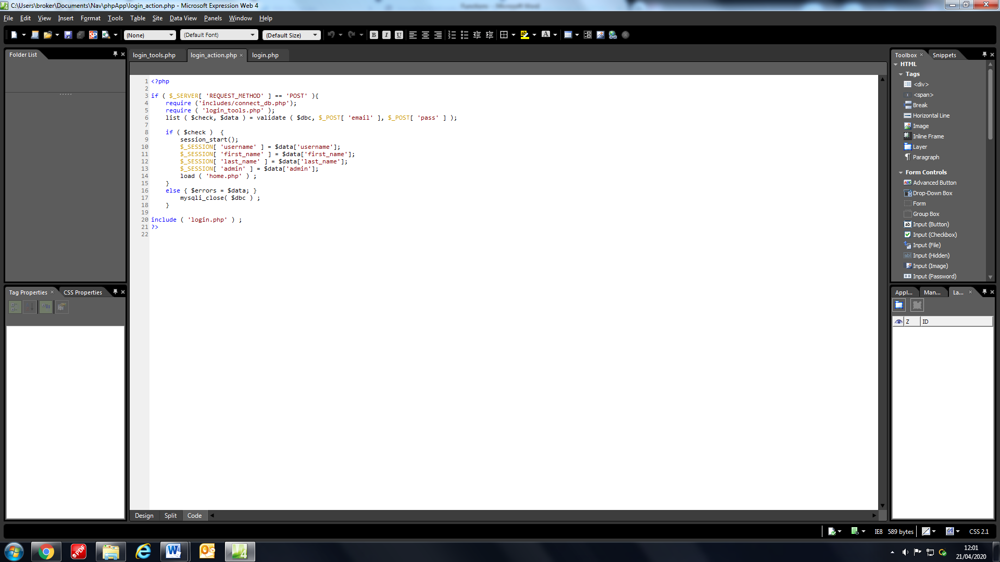 C:\Users\broker\Documents\Nav\phpApp\login_action.php - Microsoft Expression Web 4
File Edit View Insert Format Tools Table Site Data View Panels Window Help
(None) (Default Font) (Default Size)
Folder List
login_tools.php login_action.php login.php
Toolbox Snippets
1 <?php
2
3 if ( $_SERVER[ 'REQUEST_METHOD' ] == 'POST' ){
4 require ('includes/connect_db.php');
5 require ( 'login_tools.php' );
6 list ( $check, $data ) = validate ( $dbc, $_POST[ 'email' ], $_POST[ 'pass' ] );
7
8 if ( $check )  {
9 session_start();
10 $_SESSION[ 'username' ] = $data['username'];
11 $_SESSION[ 'first_name' ] = $data['first_name'];
12 $_SESSION[ 'last_name' ] = $data['last_name'];
13 $_SESSION[ 'admin' ] = $data['admin'];
14 load ( 'home.php' ) ;
15 }
16 else { $errors = $data; }
17 mysqli_close( $dbc ) ;
18 }
19
20 include ( 'login.php' ) ;
21 ?>
22
HTML
Tags
<div>
<span>
Break
Horizontal Line
Image
Inline Frame
Layer
Paragraph
Form Controls
Advanced Button
Drop-Down Box
Form
Group Box
Input (Button)
Input (Checkbox)
Input (File)
Input (Hidden)
Input (Image)
Input (Password)
Tag Properties CSS Properties
Appl... Man... La...
Z ID
Design Split Code
IE8 589 bytes CSS 2.1
12:01
21/04/2020